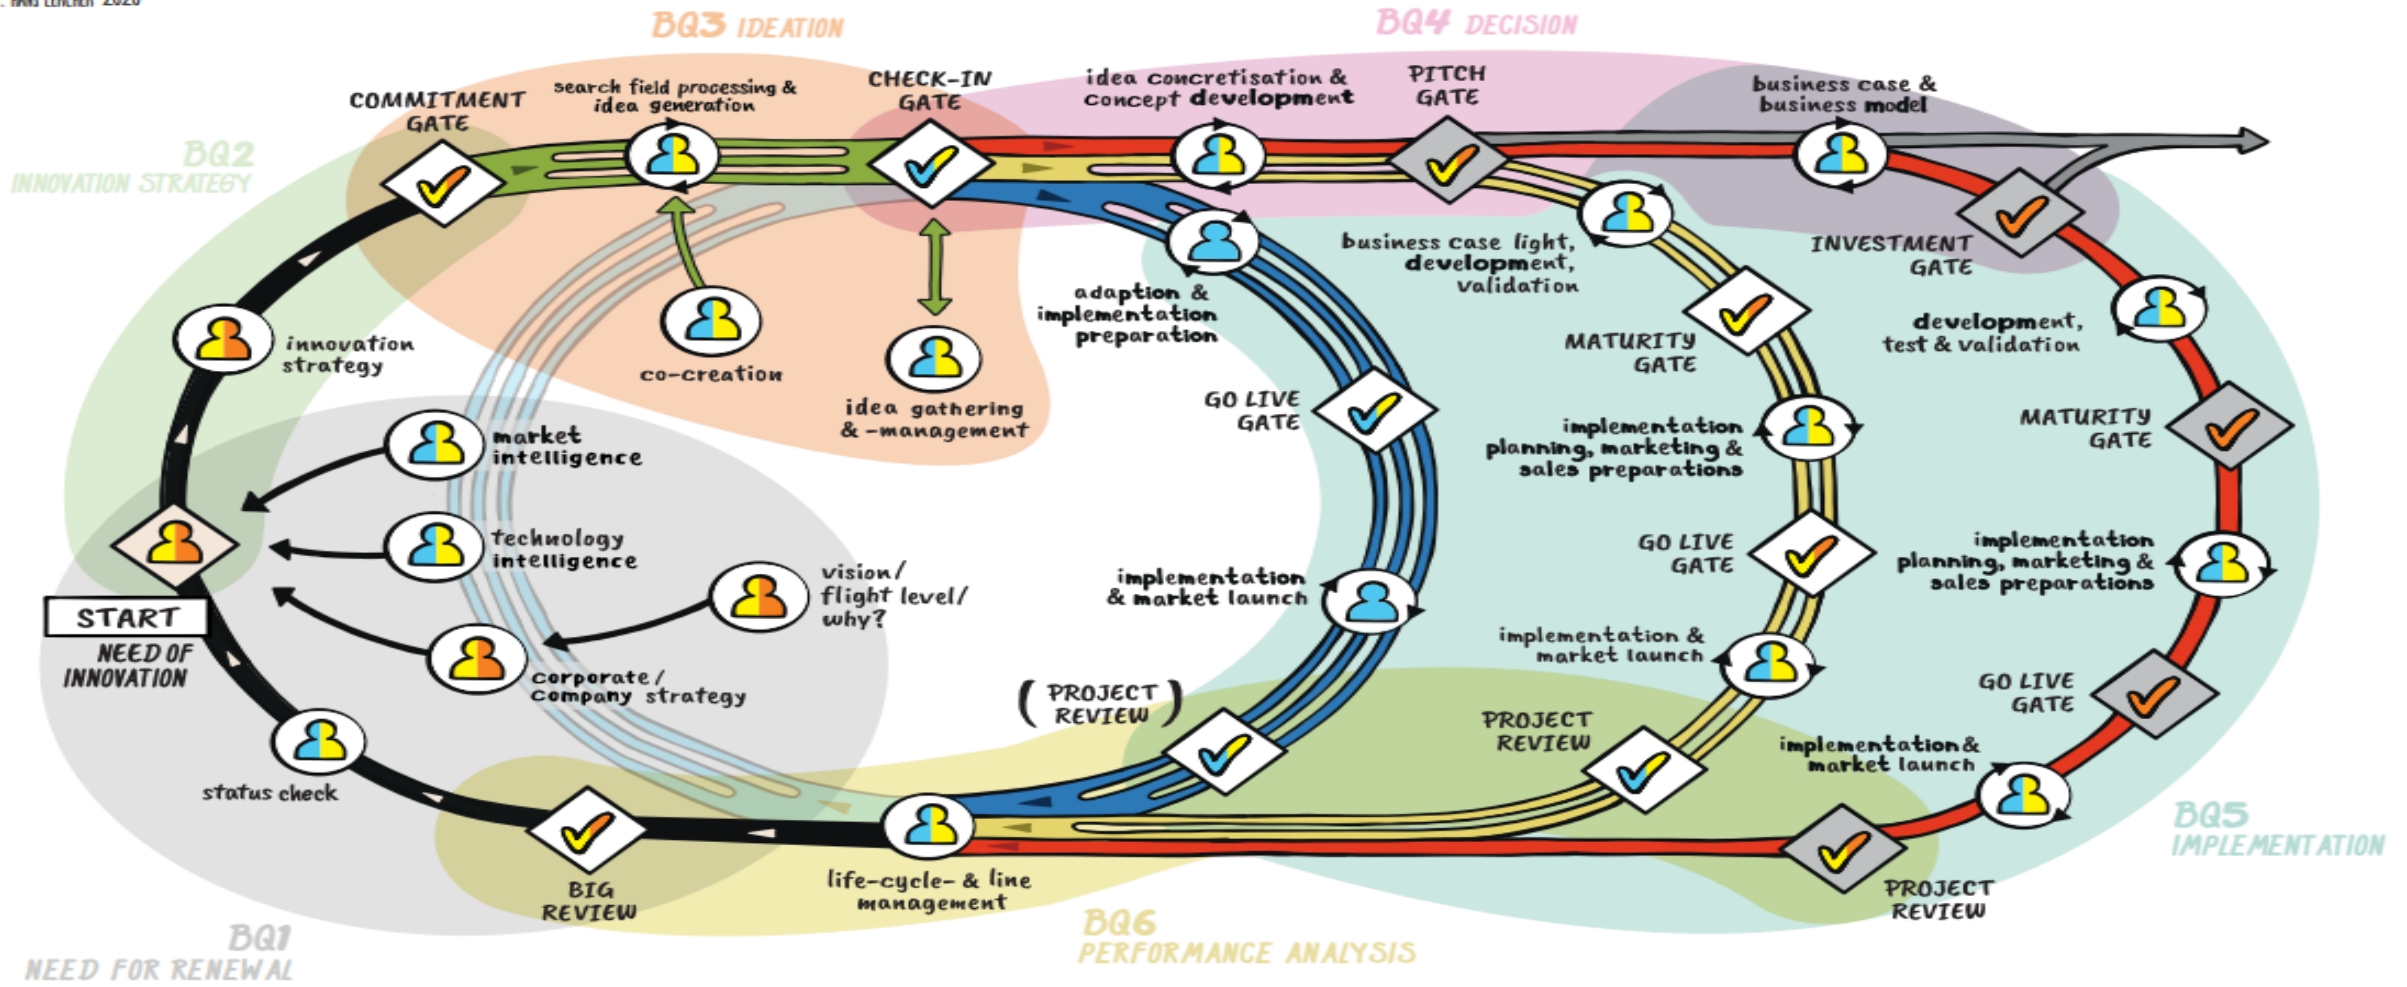 HANS LERCHER 2020
BQ3 IDEATION
BQ4 DECISION
COMMITMENT
GATE
search field processing &
idea generation
CHECK-IN
GATE
idea concretisation &
concept development
PITCH
GATE
business case &
business model
BQ2
INNOVATION STRATEGY
business case light,
development,
validation
INVESTMENT
GATE
adaption &
implementation
preparation
innovation
strategy
co-creation
idea gathering
& -management
MATURITY
GATE
development,
test & validation
GO LIVE
GATE
MATURITY
GATE
market
intelligence
implementation
planning, marketing &
sales preparations
technology
intelligence
GO LIVE
GATE
implementation
planning, marketing &
sales preparations
vision/
flight level/
why?
implementation
& market launch
START
NEED OF
INNOVATION
corporate/
company strategy
implementation &
market launch
(PROJECT
REVIEW)
PROJECT
REVIEW
GO LIVE
GATE
implementation &
market launch
status check
BIG
REVIEW
life-cycle- & line
management
PROJECT
REVIEW
BQ5
IMPLEMENTATION
BQ1
NEED FOR RENEWAL
BQ6
PERFORMANCE ANALYSIS